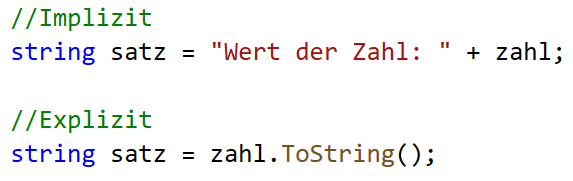 //Implizit
string satz = "Wert der Zahl: " + zahl;
//Explizit
string satz = zahl.ToString();